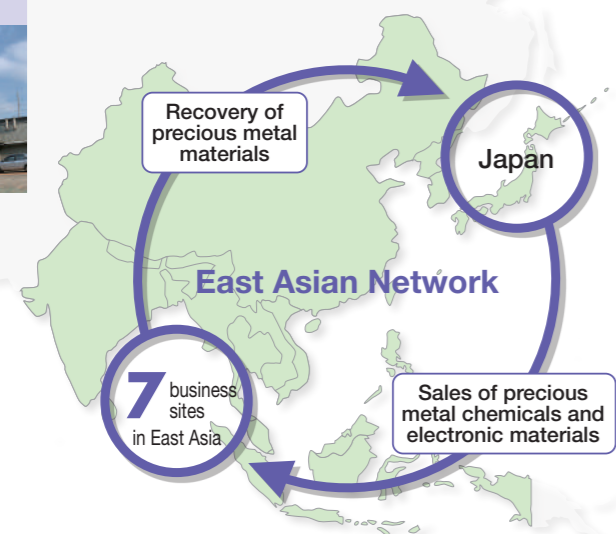 Recovery of
precious metal
materials
Japan
East Asian Network
7 business
sites
in East Asia
Sales of precious
metal chemicals and
electronic materials